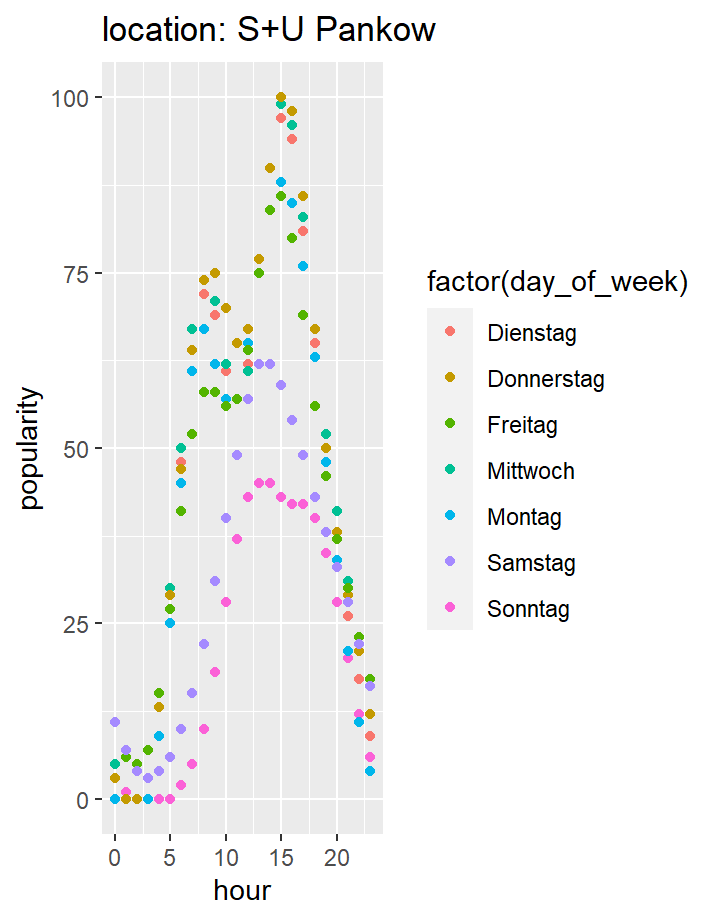 location: S+U Pankow
100
75
50
25
0
popularity
0 5 10 15 20
hour
factor(day_of_week)
Dienstag
Donnerstag
Freitag
Mittwoch
Montag
Samstag
Sonntag